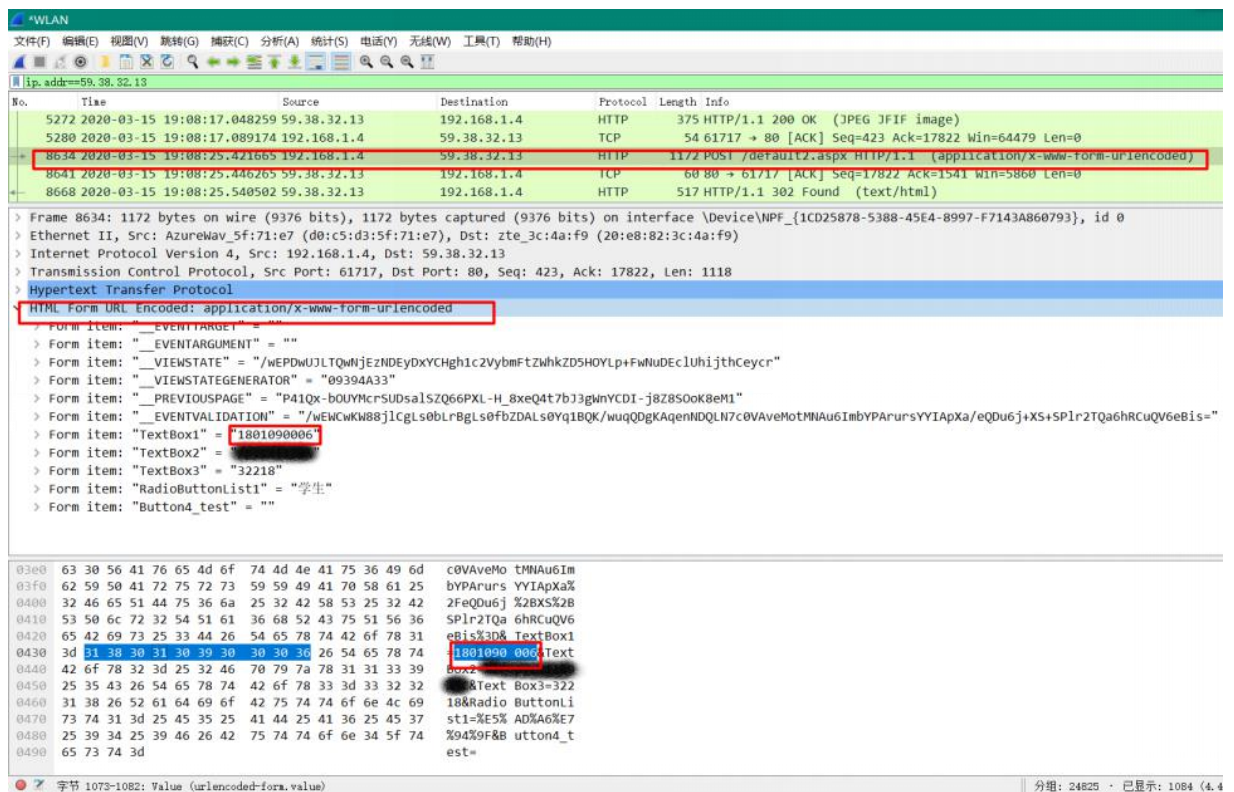 *WLAN
文件(F) 编辑(E) 视图(V) 跳转(G) 捕获(C) 分析(A) 统计(S) 电话(Y) 无线(W) 工具(T) 帮助(H)
ip.addr==59.38.32.13
No. Time Source Destination Protocol Length Info
5272 2020-03-15 19:08:17.048259 59.38.32.13 192.168.1.4 HTTP 375 HTTP/1.1 200 OK (JPEG JFIF image)
5280 2020-03-15 19:08:17.089174 192.168.1.4 59.38.32.13 TCP 54 61717 → 80 [ACK] Seq=423 Ack=17822 Win=64479 Len=0
8634 2020-03-15 19:08:25.421665 192.168.1.4 59.38.32.13 HTTP 1172 POST /default2.aspx HTTP/1.1 (application/x-www-form-urlencoded)
8641 2020-03-15 19:08:25.446265 59.38.32.13 192.168.1.4 TCP 60 80 → 61717 [ACK] Seq=17822 Ack=1541 Win=5860 Len=0
8668 2020-03-15 19:08:25.540502 59.38.32.13 192.168.1.4 HTTP 517 HTTP/1.1 302 Found (text/html)
Frame 8634: 1172 bytes on wire (9376 bits), 1172 bytes captured (9376 bits) on interface \Device\NPF_{1CD25878-5388-45E4-8997-F7143A860793}, id 0
Ethernet II, Src: AzureWav_5f:71:e7 (d0:c5:d3:5f:71:e7), Dst: zte_3c:4a:f9 (20:e8:82:3c:4a:f9)
Internet Protocol Version 4, Src: 192.168.1.4, Dst: 59.38.32.13
Transmission Control Protocol, Src Port: 61717, Dst Port: 80, Seq: 423, Ack: 17822, Len: 1118
Hypertext Transfer Protocol
HTML Form URL Encoded: application/x-www-form-urlencoded
Form item: "__EVENTTARGET" = ""
Form item: "__EVENTARGUMENT" = ""
Form item: "__VIEWSTATE" = "/wEPDwUJLTQwNjEzNDEyDxYCHgh1c2VybmFtZWhkZD5HOYLp+FwNuDEclUhijthCeycr"
Form item: "__VIEWSTATEGENERATOR" = "09394A33"
Form item: "__PREVIOUSPAGE" = "P41Qx-bOUYMcrSUDsalSZQ66PXL-H_8xeQ4t7bJ3gWnYCDI-j8Z8SOoK8eM1"
Form item: "__EVENTVALIDATION" = "/wEWCwKW88jlCgLs0bLrBgLs0fbZDALs0Yq1BQK/wuqQDgKAqenNDQLN7c0VAveMotMNAu6ImbYPArursYYIApXa/eQDu6j+XS+SPlr2TQa6hRCuQV6eBis="
Form item: "TextBox1" = "1801090006"
Form item: "TextBox2" = "
Form item: "TextBox3" = "32218"
Form item: "RadioButtonList1" = "学生"
Form item: "Button4_test" = ""
03e0 63 30 56 41 76 65 4d 6f 74 4d 4e 41 75 36 49 6d c0VAveMo tMNAu6Im
03f0 62 59 50 41 72 75 72 73 59 59 49 41 70 58 61 25 bYPArurs YYIApXa%
0400 32 46 65 51 44 75 36 6a 25 32 42 58 53 25 32 42 2FeQDu6j %2BXS%2B
0410 53 50 6c 72 32 54 51 61 36 68 52 43 75 51 56 36 SPlr2TQa 6hRCuQV6
0420 65 42 69 73 25 33 44 26 54 65 78 74 42 6f 78 31 eBis%3D& TextBox1
0430 3d 31 38 30 31 30 39 30 30 30 36 26 54 65 78 74 =1801090 006&Text
0440 42 6f 78 32 3d 25 32 46 70 79 7a 78 31 31 33 39 Box2
0450 25 35 43 26 54 65 78 74 42 6f 78 33 3d 33 32 32 &Text Box3=322
0460 31 38 26 52 61 64 69 6f 42 75 74 74 6f 6e 4c 69 18&Radio ButtonLi
0470 73 74 31 3d 25 45 35 25 41 44 25 41 36 25 45 37 st1=%E5% AD%A6%E7
0480 25 39 34 25 39 46 26 42 75 74 74 6f 6e 34 5f 74 %94%9F&B utton4_t
0490 65 73 74 3d est=
字节 1073-1082: Value (urlencoded-form.value) 分组: 24825 · 已显示: 1084 (4.4